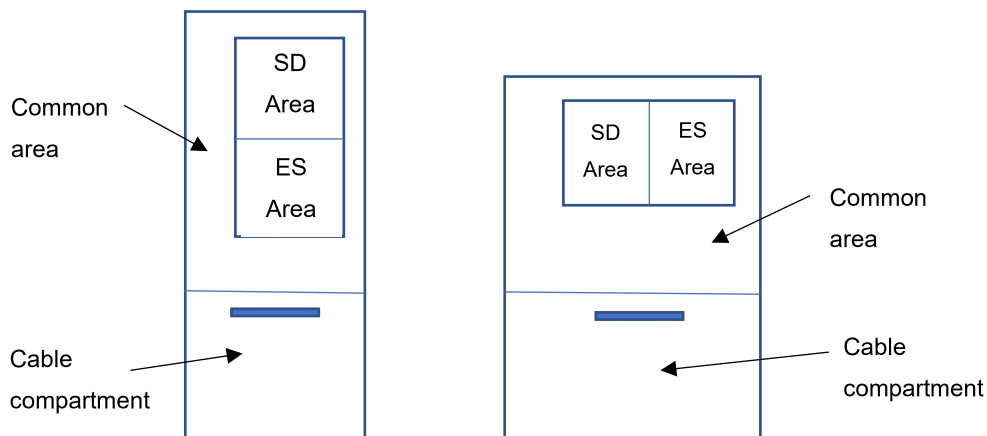 Common
area
SD
Area
ES
Area
Cable
compartment
SD
Area
ES
Area
Common
area
Cable
compartment